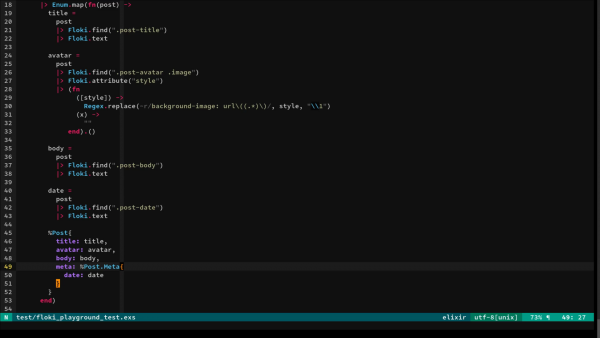 18 |> Enum.map(fn(post) ->
19 title =
20 post
21 |> Floki.find(".post-title")
22 |> Floki.text
23
24 avatar =
25 post
26 |> Floki.find(".post-avatar .image")
27 |> Floki.attribute("style")
28 |> (fn
29 ([style]) ->
30 Regex.replace(~r/background-image: url\((.*)\)/, style, "\\1")
31 (x) ->
32 ""
33 end).()
34
35 body =
36 post
37 |> Floki.find(".post-body")
38 |> Floki.text
39
40 date =
41 post
42 |> Floki.find(".post-date")
43 |> Floki.text
44
45 %Post{
46 title: title,
47 avatar: avatar,
48 body: body,
49 meta: %Post.Meta{
50 date: date
51 }
52 }
53 end)
54
N test/floki_playground_test.exs elixir utf-8[unix] 73% ¶ 49: 27